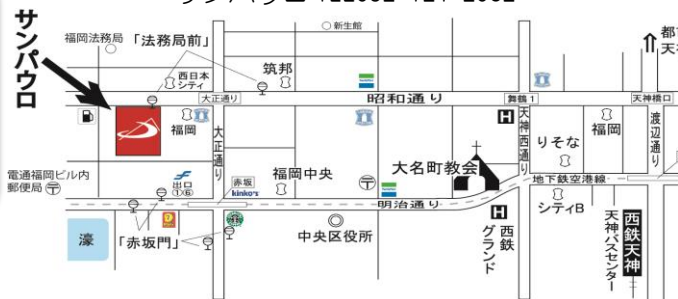 サンパウロ
福岡法務局
「法務局前」
新生館
西日本
シティ
筑邦
大正通り
昭和通り
舞鶴1
天神橋口
福岡
大正通り
天神西通り
りそな
福岡
渡辺通り
電通福岡ビル内
郵便局
出口
①⑥
赤坂
kinko's
福岡中央
大名町教会
地下鉄空港線
明治通り
シティB
濠
「赤坂門」
中央区役所
西鉄
グランド
天神バスセンター
西鉄天神